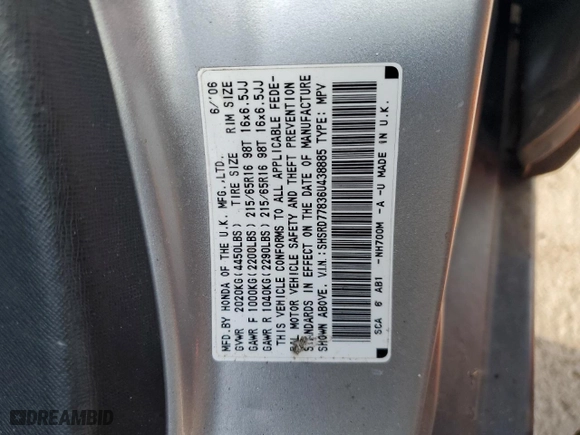 MFD.BY HONDA OF THE U.K. MFG.,LTD. 6/'06
TIRE SIZE RIM SIZE
GVWR 2020KG(4450LBS)
GAWR F 1000KG(2200LBS) 215/65R16 98T 16x6.5JJ
GAWR R 1040KG(2290LBS) 215/65R16 98T 16x6.5JJ
THIS VEHICLE CONFORMS TO ALL APPLICABLE FEDE-
RAL MOTOR VEHICLE SAFETY AND THEFT PREVENTION
STANDARDS IN EFFECT ON THE DATE OF MANUFACTURE
SHOWN ABOVE. V.I.N.:SHSRD77836U438885 TYPE: MPV
SCA 6 AB1 -NH700M -A -U MADE IN U.K.
DREAMBID